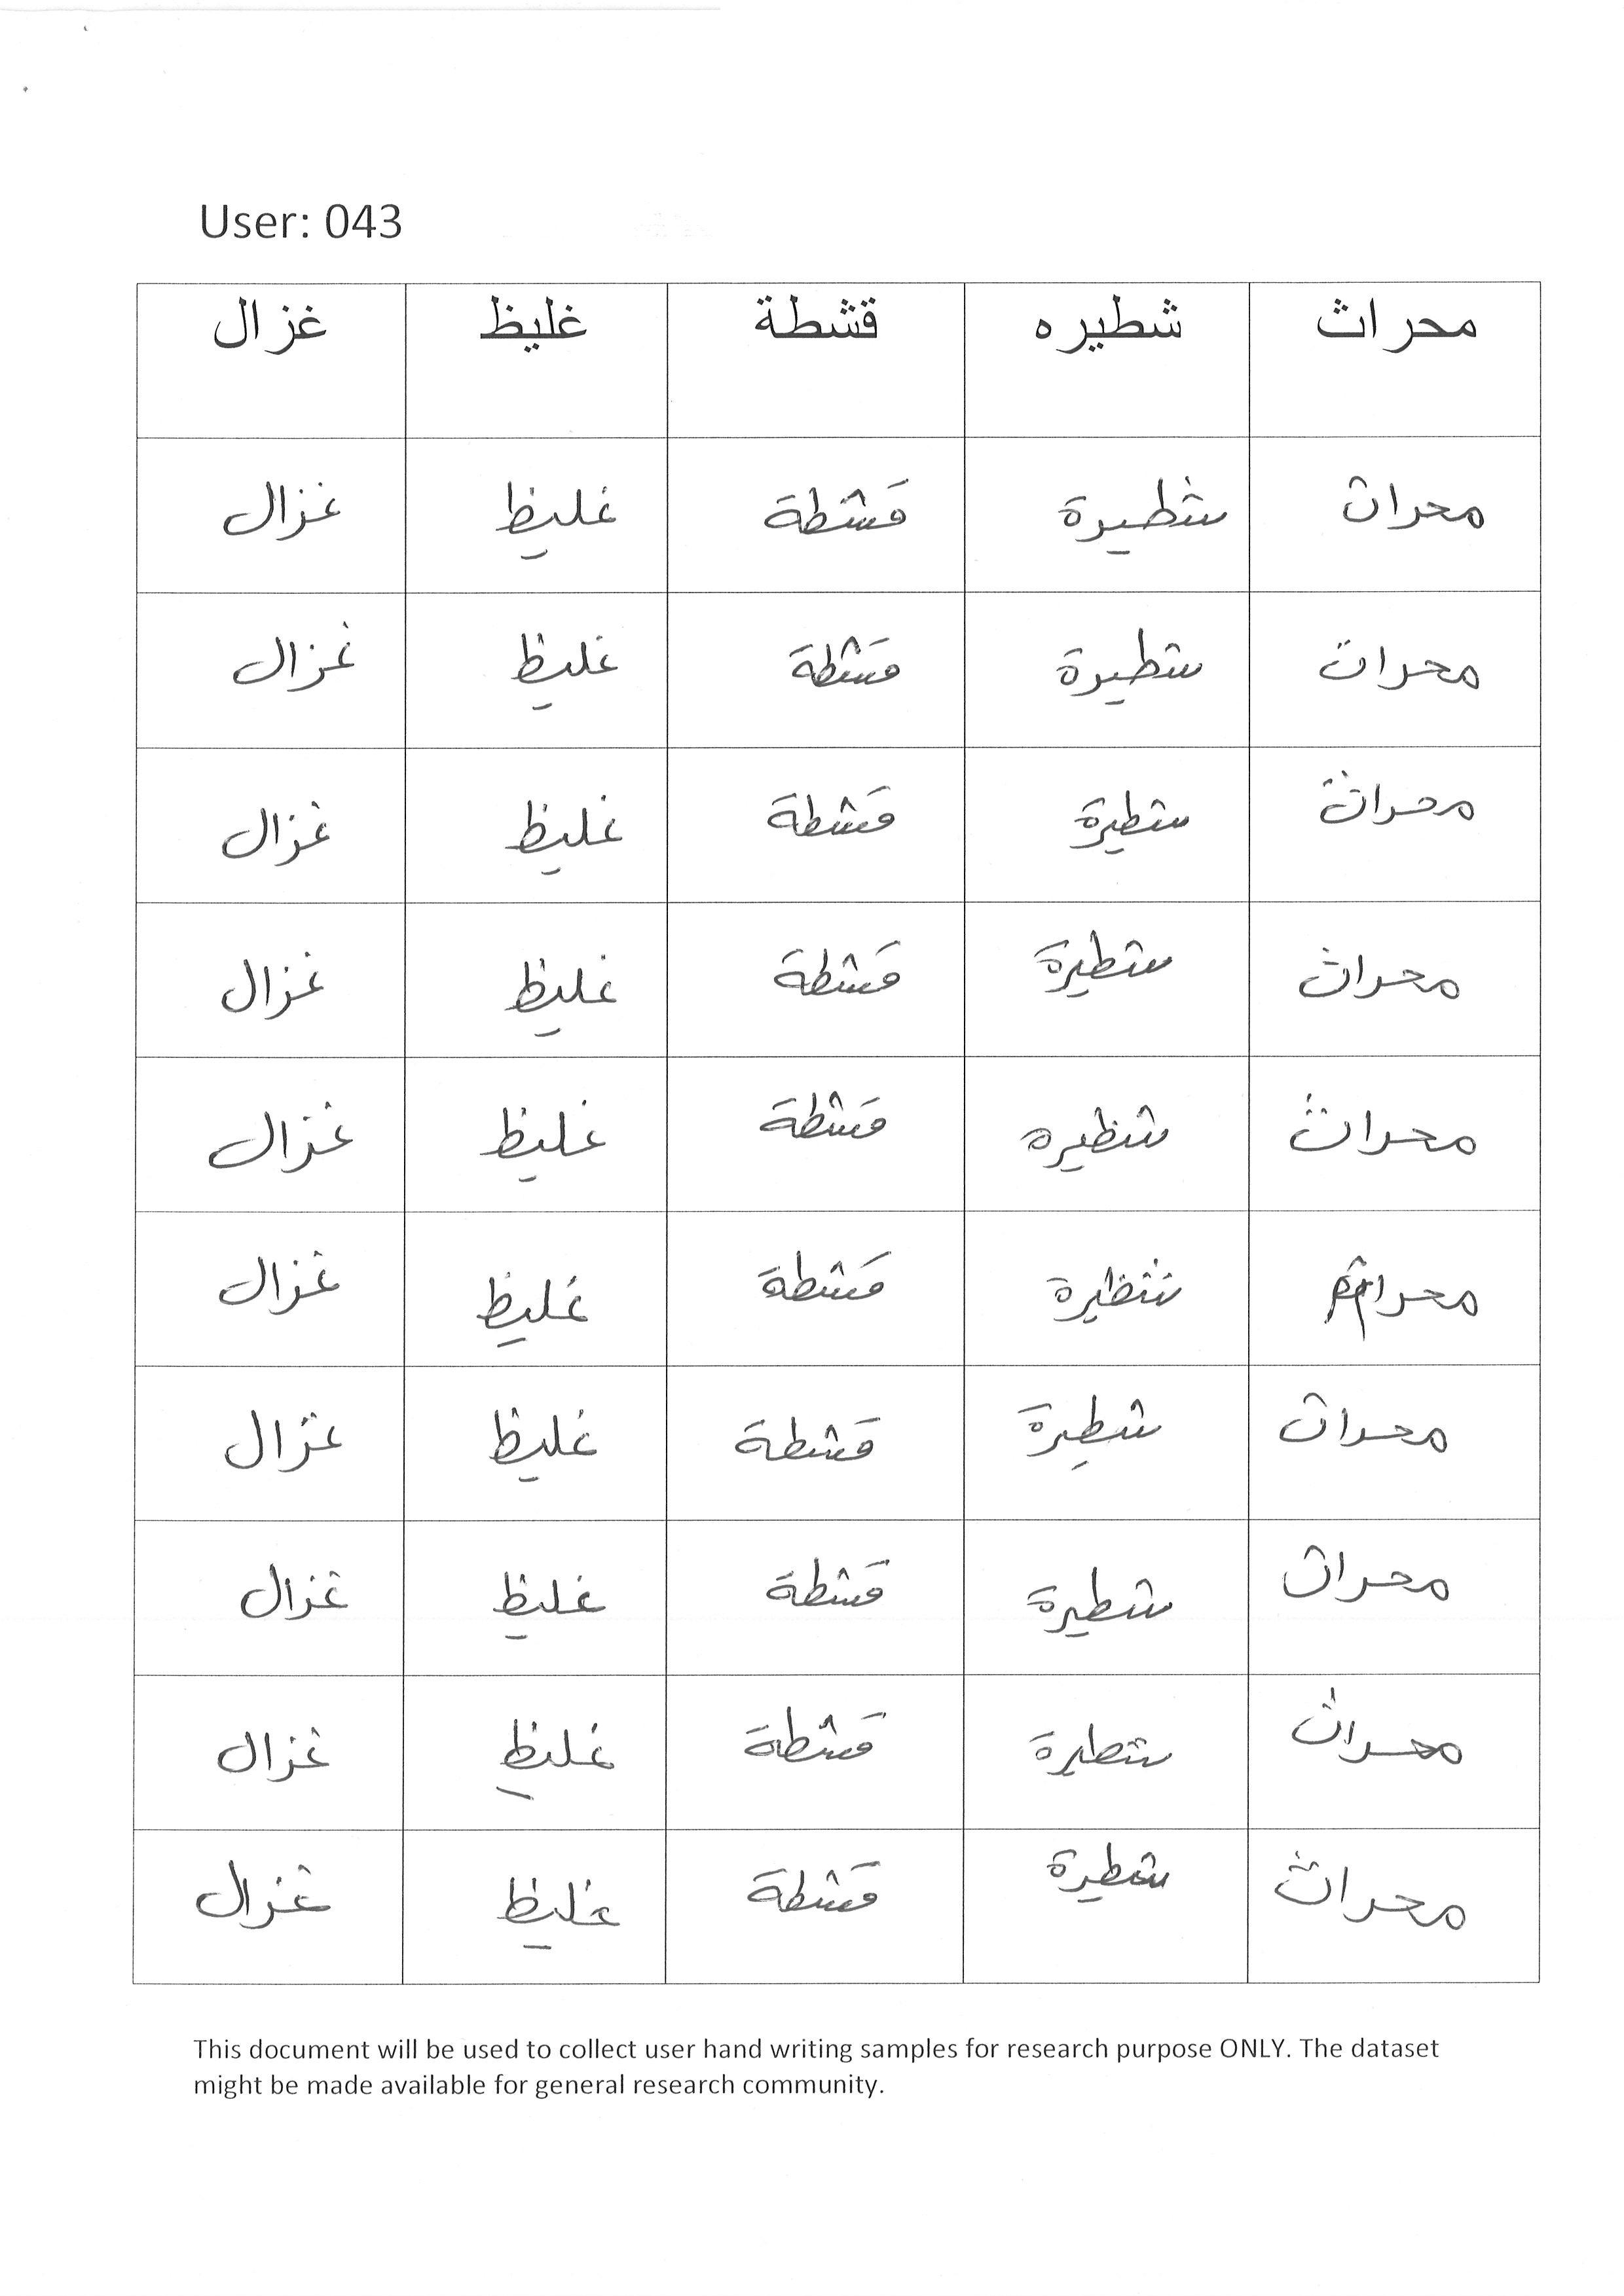 User: 043
محراث شطيره قشطة غليظ غزال
محراث شطيرة قشطة غليظ غزال
محراث شطيرة قشطة غليظ غزال
محراث شطيرة قشطة غليظ غزال
محراث شطيرة قشطة غليظ غزال
محراث شظيره قشطة غليظ غزال
شظيرة قشطة غليظ غزال
محراث شطيرة قشطة غليظ غزال
محراث شطيرة قشطة غليظ غزال
محراث شطيرة قشطة غليظ غزال
محراث شطيرة قشطة غليظ غزال
This document will be used to collect user hand writing samples for research purpose ONLY. The dataset
might be made available for general research community.